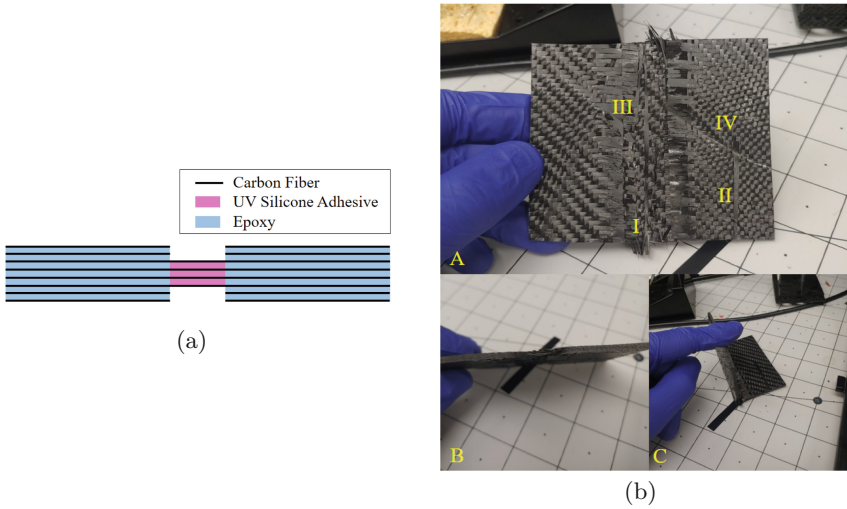 Carbon Fiber
UV Silicone Adhesive
Epoxy
(a)
III
IV
II
I
A
B
C
(b)